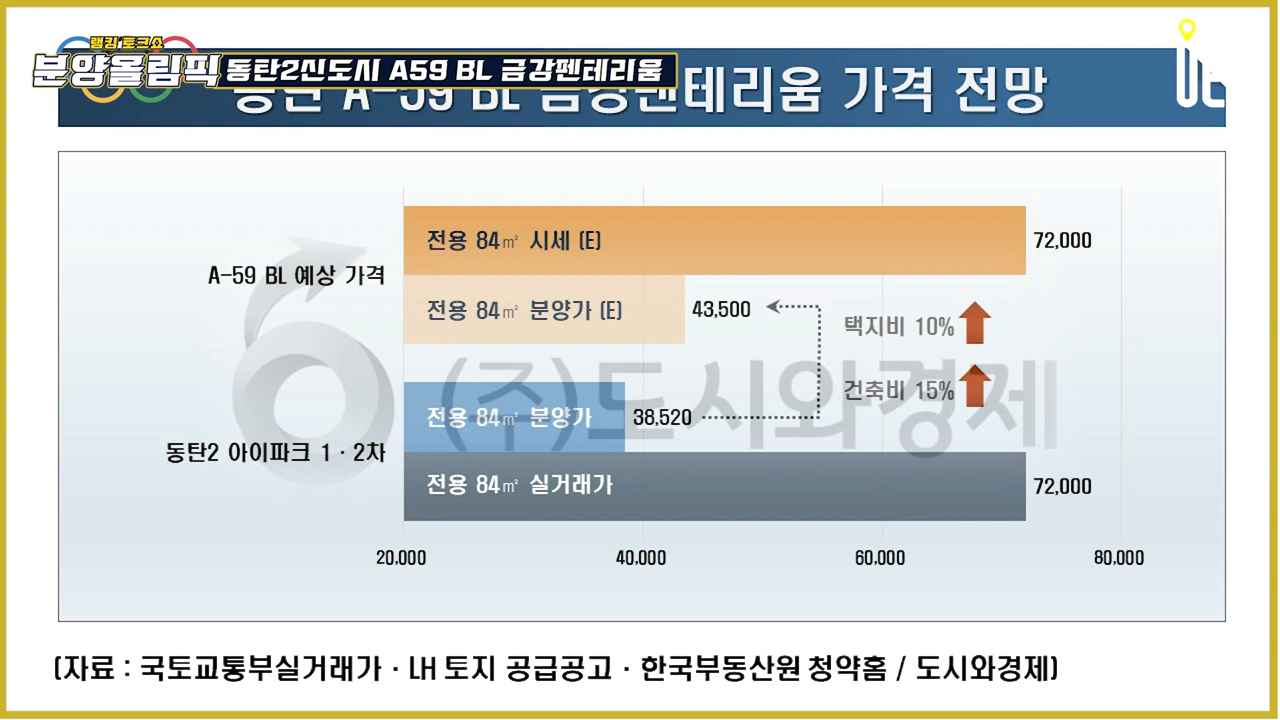 랭킹 토크쇼
분양올림픽 동탄2신도시 A59 BL 금강펜테리움
동탄 A-59 BL 금강펜테리움 가격 전망
전용 84㎡ 시세 (E) 72,000
A-59 BL 예상 가격
전용 84㎡ 분양가 (E) 43,500
택지비 10%
(주)도시와경제
건축비 15%
전용 84㎡ 분양가 38,520
동탄2 아이파크 1 · 2차
전용 84㎡ 실거래가 72,000
20,000 40,000 60,000 80,000
(자료 : 국토교통부실거래가 · LH 토지 공급공고 · 한국부동산원 청약홈 / 도시와경제)